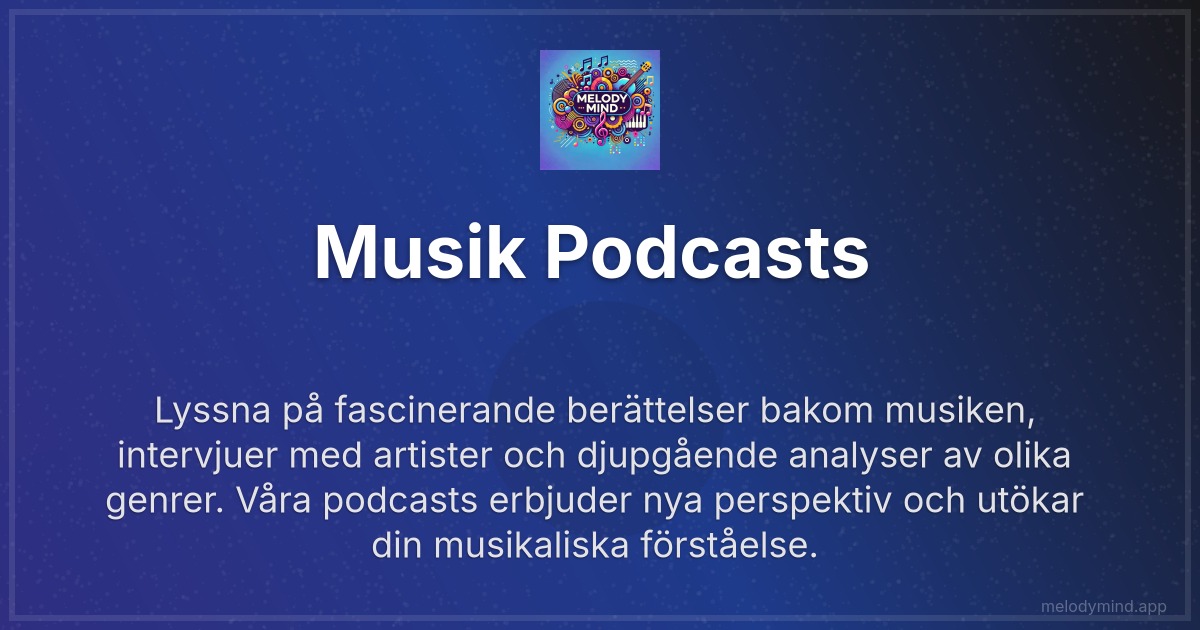 MELODY
MIND
Musik Podcasts
Lyssna på fascinerande berättelser bakom musiken,
intervjuer med artister och djupgående analyser av olika
genrer. Våra podcasts erbjuder nya perspektiv och utökar
din musikaliska förståelse.
melodymind.app